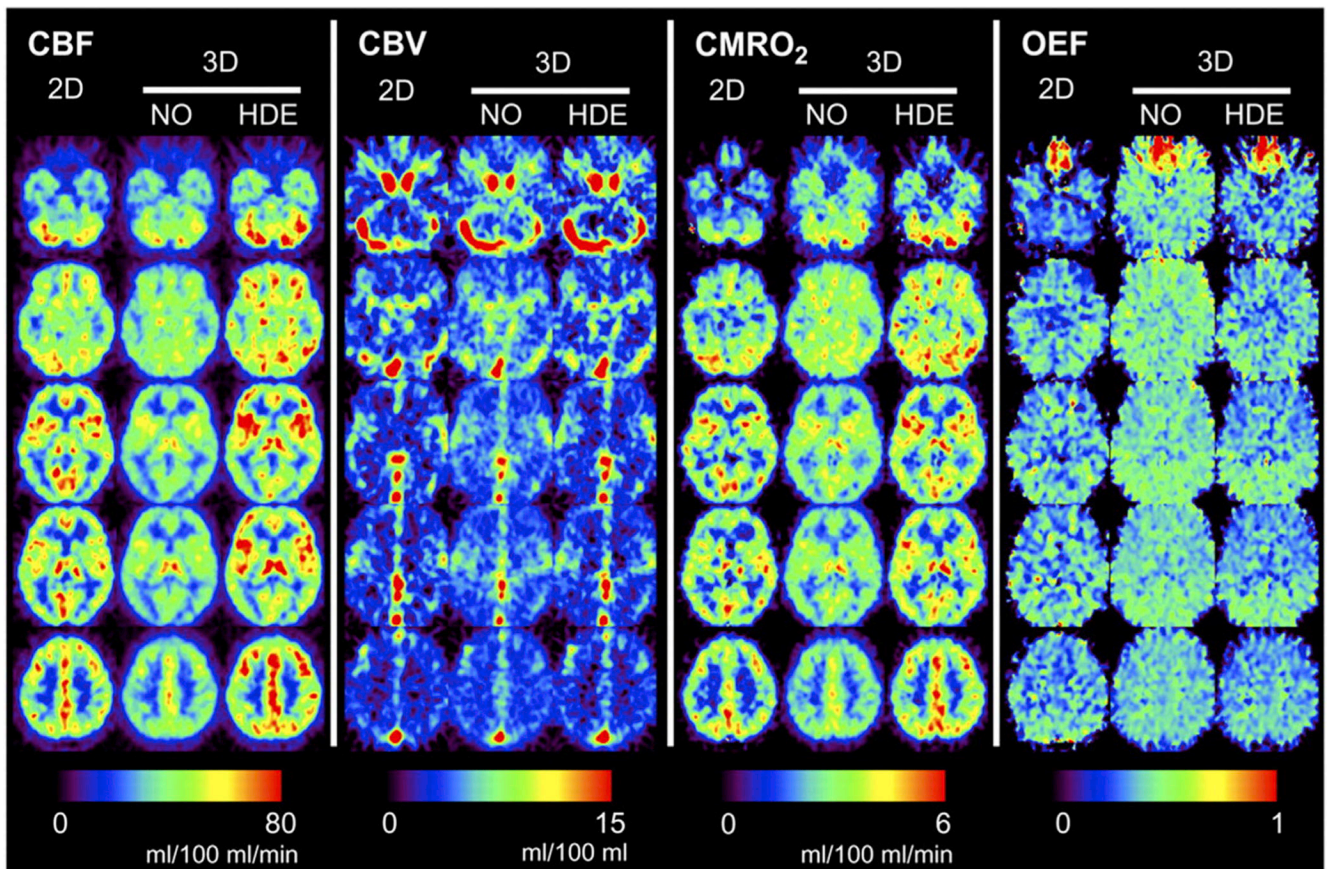 CBF
3D
2D
NO HDE
CBV
3D
2D
NO HDE
CMRO₂
3D
2D
NO HDE
OEF
3D
2D
NO HDE
0 80
ml/100 ml/min
0 15
ml/100 ml
0 6
ml/100 ml/min
0 1